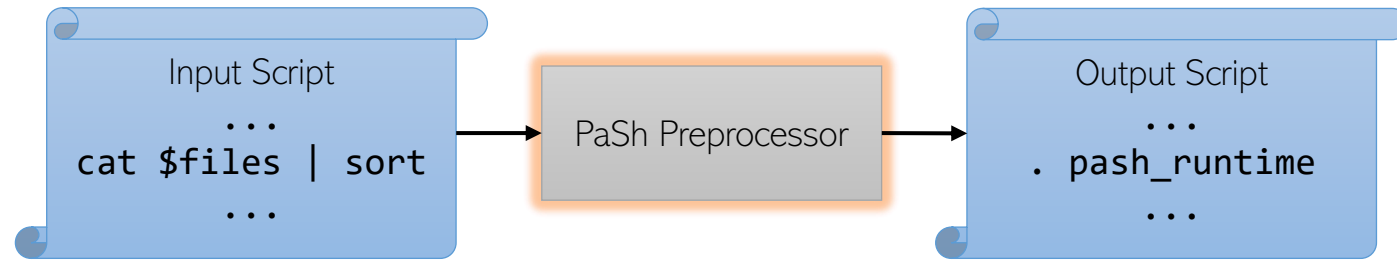 Input Script
...
cat $files | sort
...
PaSh Preprocessor
Output Script
...
. pash_runtime
...